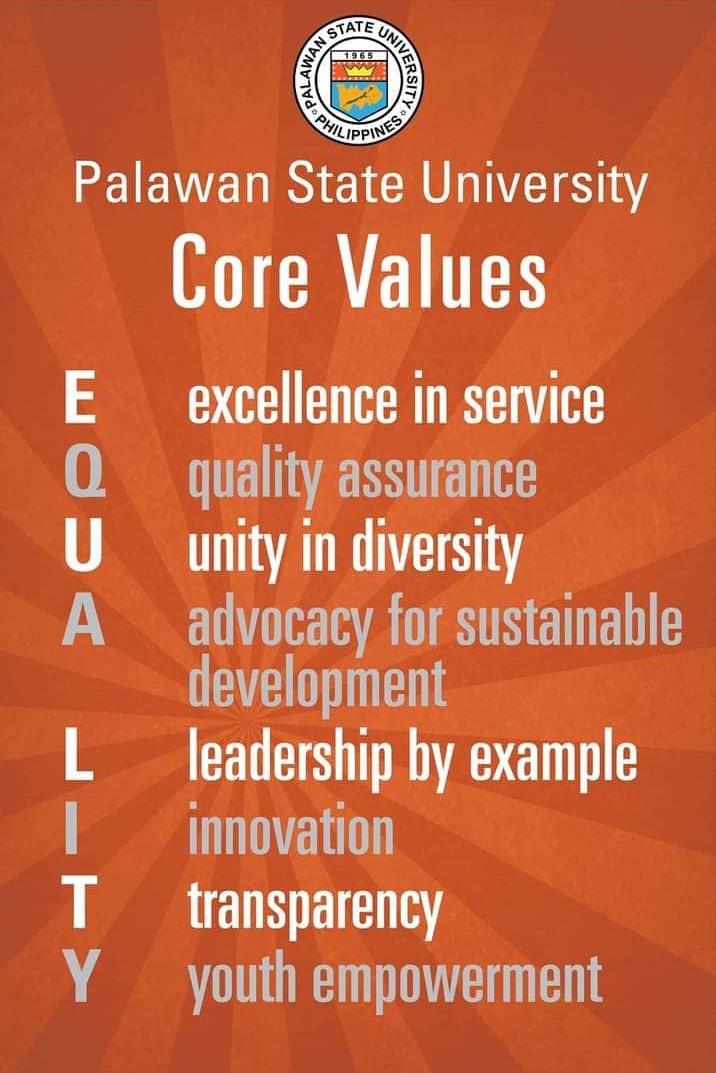 PALAWAN STATE UNIVERSITY
1965
PHILIPPINES
Palawan State University
Core Values
E excellence in service
Q quality assurance
U unity in diversity
A advocacy for sustainable
development
L leadership by example
I innovation
T transparency
Y youth empowerment